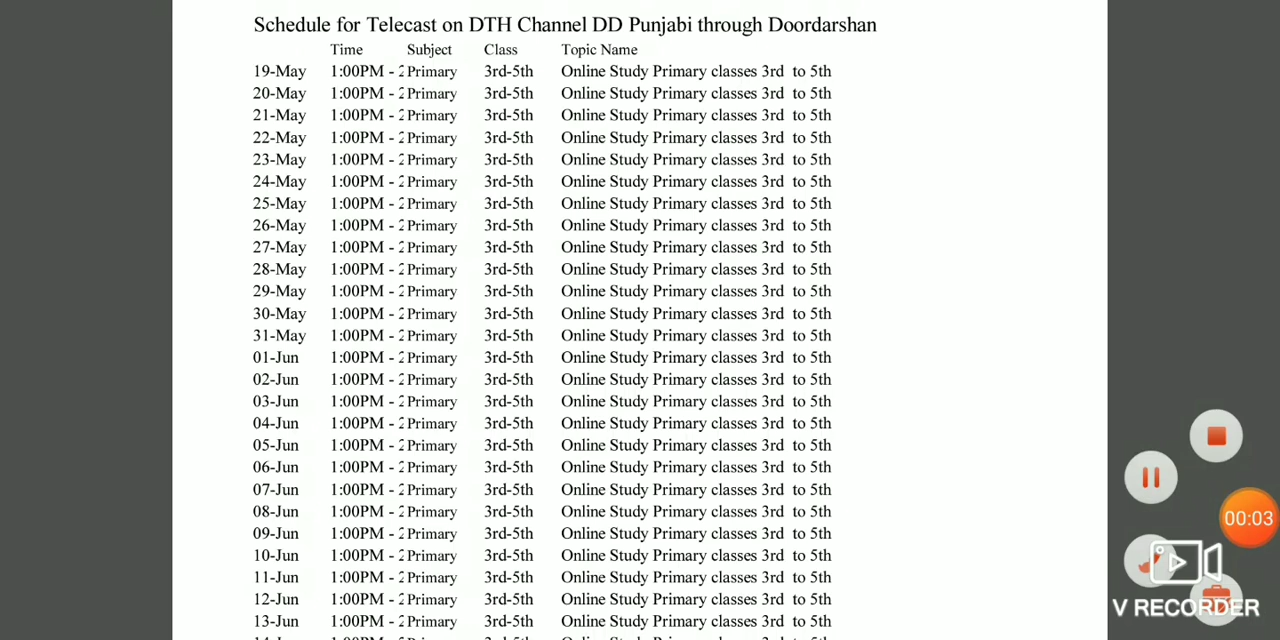 Schedule for Telecast on DTH Channel DD Punjabi through Doordarshan
Time Subject Class Topic Name
19-May 1:00PM - 2 Primary 3rd-5th Online Study Primary classes 3rd to 5th
20-May 1:00PM - 2 Primary 3rd-5th Online Study Primary classes 3rd to 5th
21-May 1:00PM - 2 Primary 3rd-5th Online Study Primary classes 3rd to 5th
22-May 1:00PM - 2 Primary 3rd-5th Online Study Primary classes 3rd to 5th
23-May 1:00PM - 2 Primary 3rd-5th Online Study Primary classes 3rd to 5th
24-May 1:00PM - 2 Primary 3rd-5th Online Study Primary classes 3rd to 5th
25-May 1:00PM - 2 Primary 3rd-5th Online Study Primary classes 3rd to 5th
26-May 1:00PM - 2 Primary 3rd-5th Online Study Primary classes 3rd to 5th
27-May 1:00PM - 2 Primary 3rd-5th Online Study Primary classes 3rd to 5th
28-May 1:00PM - 2 Primary 3rd-5th Online Study Primary classes 3rd to 5th
29-May 1:00PM - 2 Primary 3rd-5th Online Study Primary classes 3rd to 5th
30-May 1:00PM - 2 Primary 3rd-5th Online Study Primary classes 3rd to 5th
31-May 1:00PM - 2 Primary 3rd-5th Online Study Primary classes 3rd to 5th
01-Jun 1:00PM - 2 Primary 3rd-5th Online Study Primary classes 3rd to 5th
02-Jun 1:00PM - 2 Primary 3rd-5th Online Study Primary classes 3rd to 5th
03-Jun 1:00PM - 2 Primary 3rd-5th Online Study Primary classes 3rd to 5th
04-Jun 1:00PM - 2 Primary 3rd-5th Online Study Primary classes 3rd to 5th
05-Jun 1:00PM - 2 Primary 3rd-5th Online Study Primary classes 3rd to 5th
06-Jun 1:00PM - 2 Primary 3rd-5th Online Study Primary classes 3rd to 5th
07-Jun 1:00PM - 2 Primary 3rd-5th Online Study Primary classes 3rd to 5th
08-Jun 1:00PM - 2 Primary 3rd-5th Online Study Primary classes 3rd to 5th
09-Jun 1:00PM - 2 Primary 3rd-5th Online Study Primary classes 3rd to 5th
10-Jun 1:00PM - 2 Primary 3rd-5th Online Study Primary classes 3rd to 5th
11-Jun 1:00PM - 2 Primary 3rd-5th Online Study Primary classes 3rd to 5th
12-Jun 1:00PM - 2 Primary 3rd-5th Online Study Primary classes 3rd to 5th
13-Jun 1:00PM - 2 Primary 3rd-5th Online Study Primary classes 3rd to 5th
00:03
V RECORDER